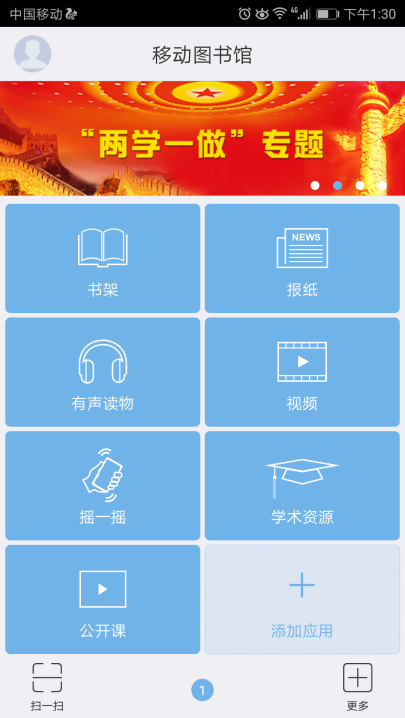 中国移动 4G 下午1:30
移动图书馆
“两学一做”专题
书架
NEWS
报纸
有声读物
视频
摇一摇
学术资源
公开课
添加应用
扫一扫
1
更多